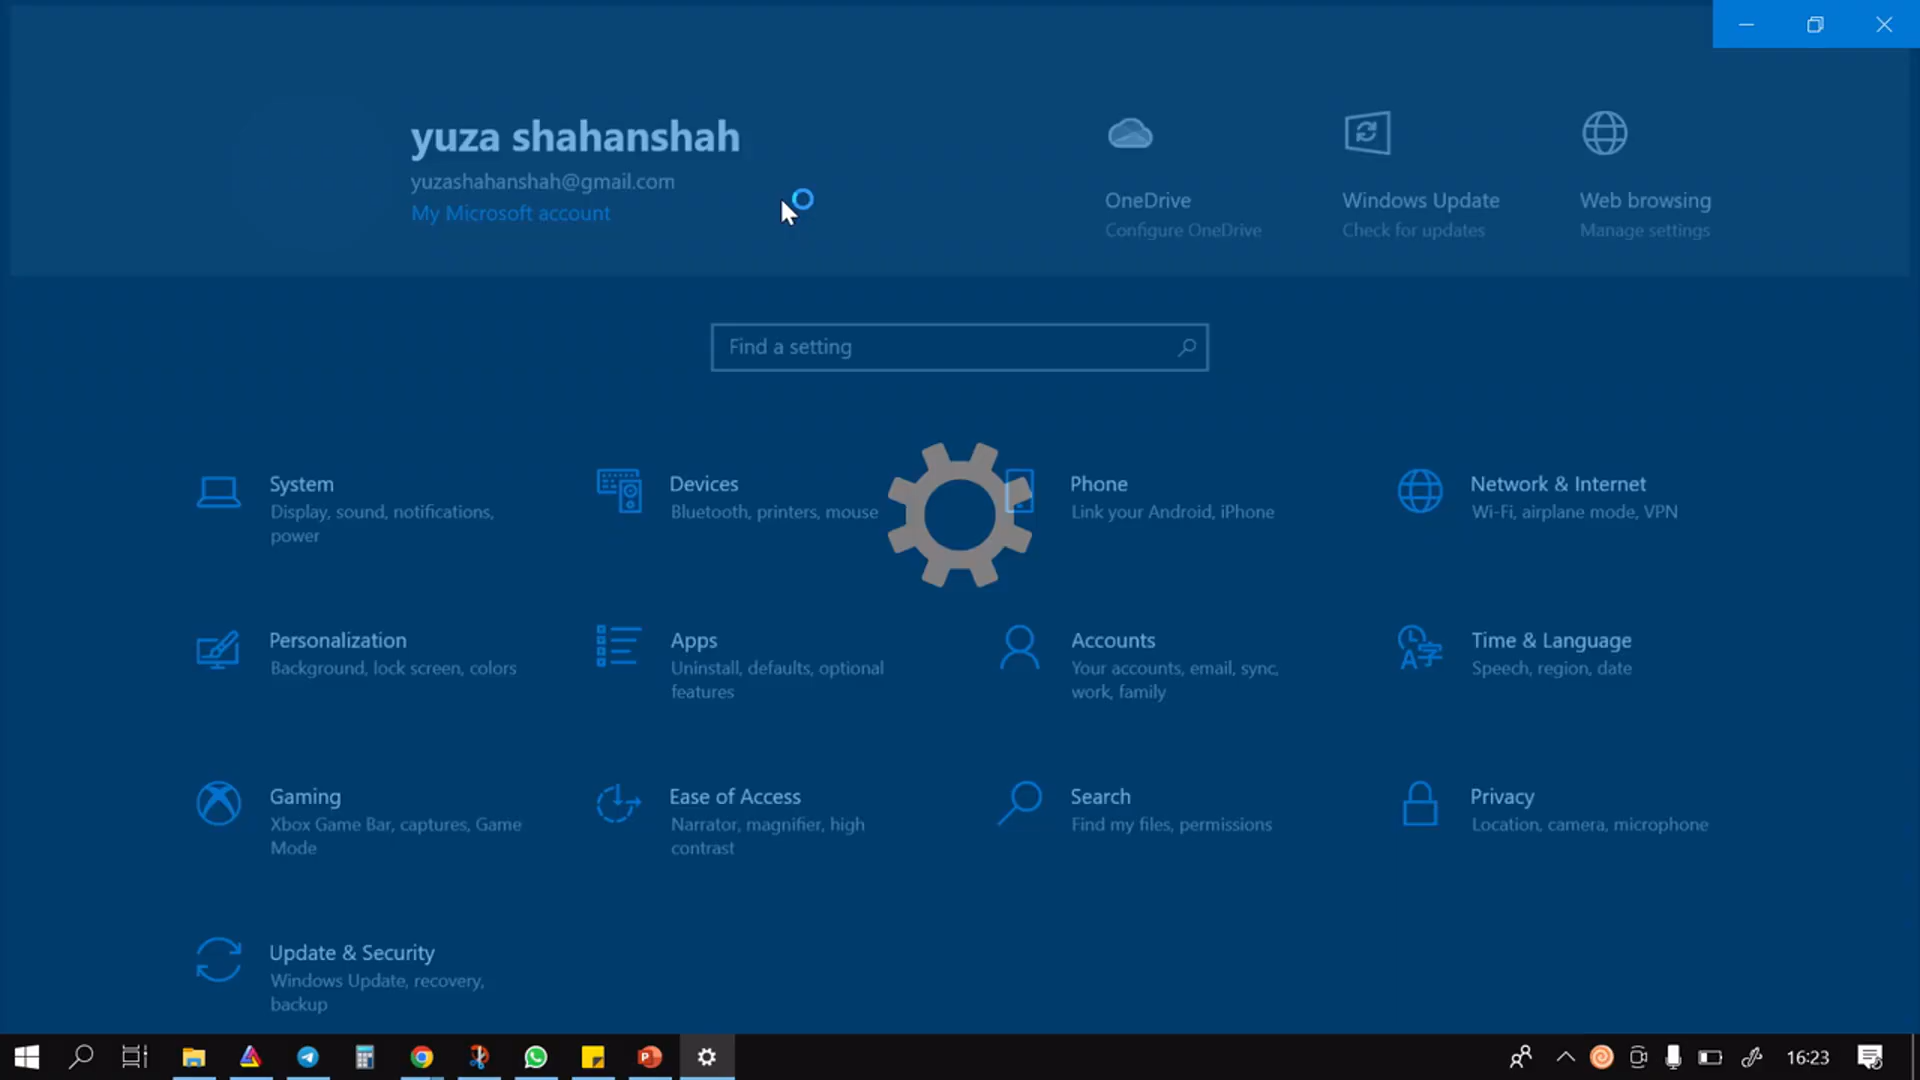 yuza shahanshah
yuzashahanshah@gmail.com
My Microsoft account
OneDrive
Configure OneDrive
Windows Update
Check for updates
Web browsing
Manage settings
Find a setting
System
Display, sound, notifications,
power
Devices
Bluetooth, printers, mouse
Phone
Link your Android, iPhone
Network & Internet
Wi-Fi, airplane mode, VPN
Personalization
Background, lock screen, colors
Apps
Uninstall, defaults, optional
features
Accounts
Your accounts, email, sync,
work, family
Time & Language
Speech, region, date
Gaming
Xbox Game Bar, captures, Game
Mode
Ease of Access
Narrator, magnifier, high
contrast
Search
Find my files, permissions
Privacy
Location, camera, microphone
Update & Security
Windows Update, recovery,
backup
16:23